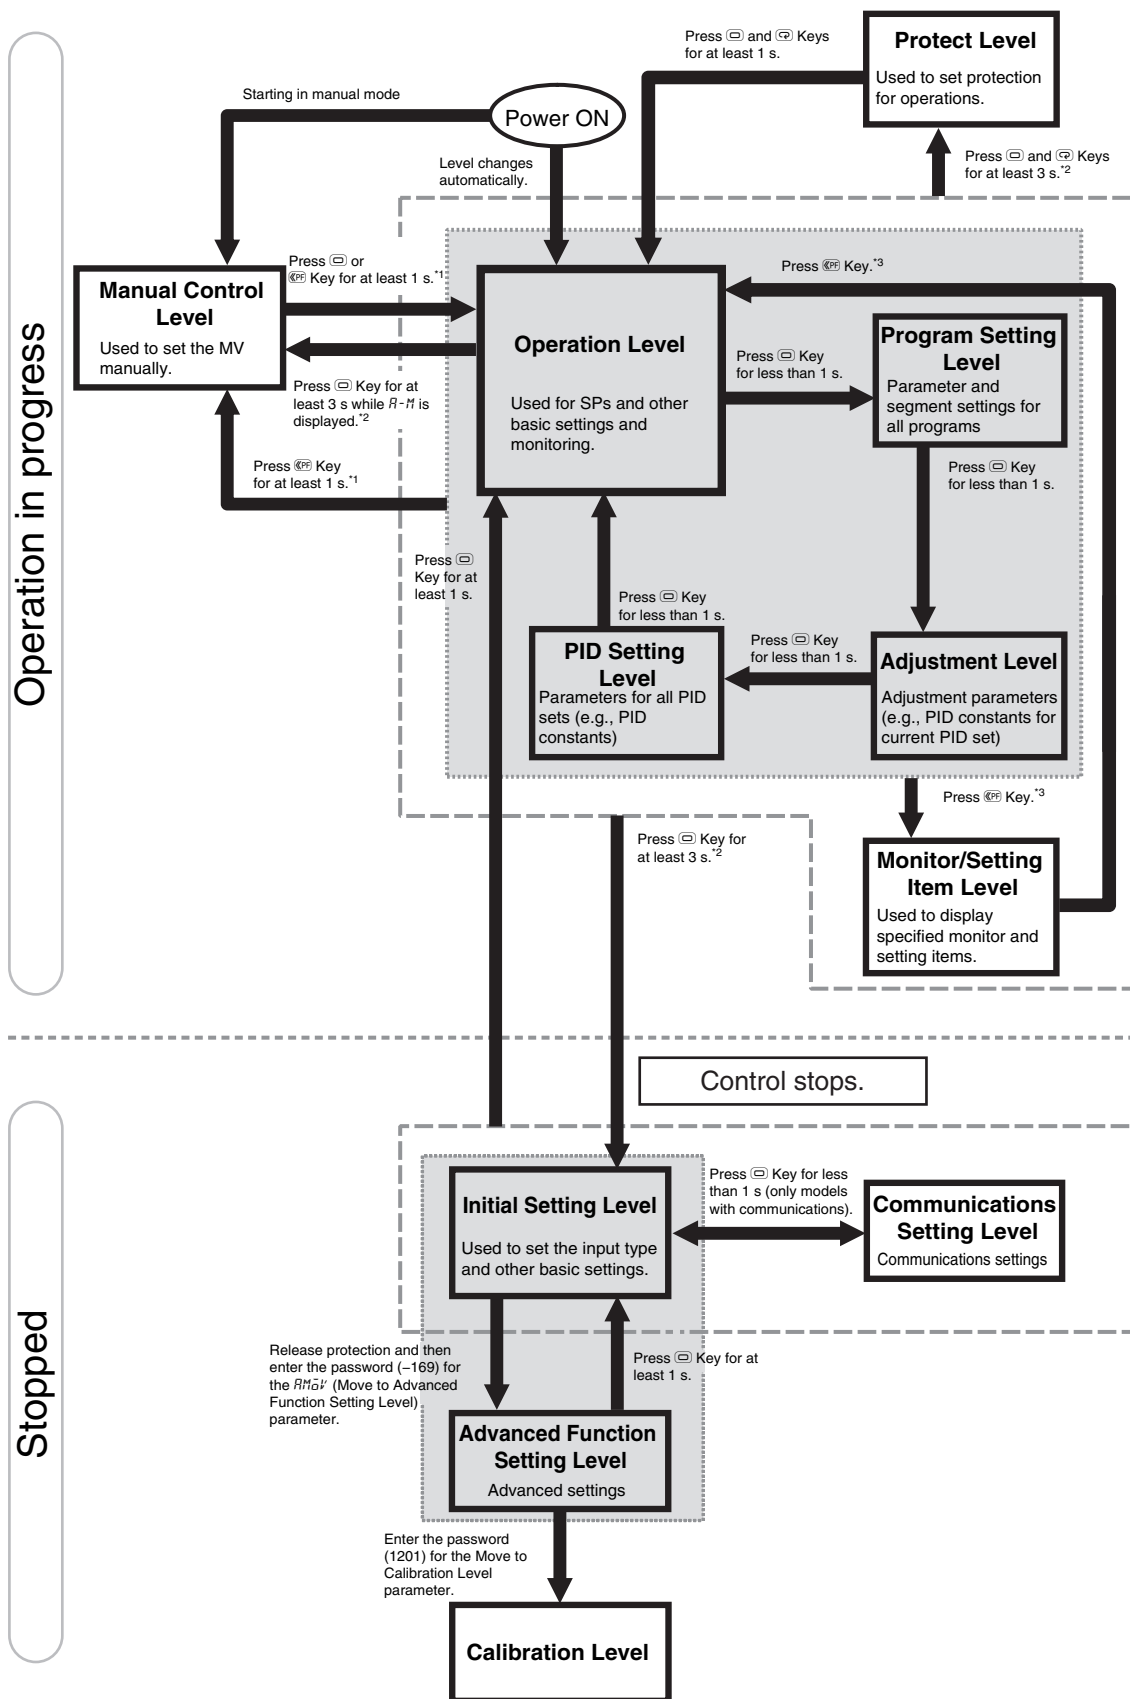 Operation in progress
Press and Keys
for at least 1 s.
Protect Level
Used to set protection
for operations.
Starting in manual mode
Power ON
Level changes
automatically.
Press and Keys
for at least 3 s.*2
Press or
PF Key for at least 1 s.*1
Press PF Key.*3
Manual Control
Level
Used to set the MV
manually.
Operation Level
Used for SPs and other
basic settings and
monitoring.
Press Key
for less than 1 s.
Program Setting
Level
Parameter and
segment settings for
all programs
Press Key for at
least 3 s while A-M is
displayed.*2
Press PF Key
for at least 1 s.*1
Press Key
for less than 1 s.
Press
Key for at
least 1 s.
Press Key
for less than 1 s.
Press Key
for less than 1 s.
PID Setting
Level
Parameters for all PID
sets (e.g., PID
constants)
Adjustment Level
Adjustment parameters
(e.g., PID constants for
current PID set)
Press PF Key.*3
Press Key for
at least 3 s.*2
Monitor/Setting
Item Level
Used to display
specified monitor and
setting items.
Control stops.
Stopped
Initial Setting Level
Used to set the input type
and other basic settings.
Press Key for less
than 1 s (only models
with communications).
Communications
Setting Level
Communications settings
Release protection and then
enter the password (−169) for
the AMOV (Move to Advanced
Function Setting Level)
parameter.
Press Key for at
least 1 s.
Advanced Function
Setting Level
Advanced settings
Enter the password
(1201) for the Move to
Calibration Level
parameter.
Calibration Level